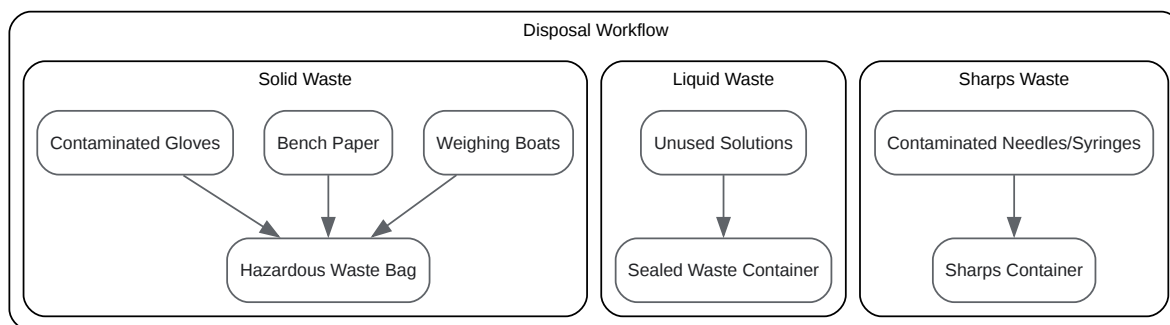 Disposal Workflow
Solid Waste
Contaminated Gloves
Bench Paper
Weighing Boats
Hazardous Waste Bag
Liquid Waste
Unused Solutions
Sealed Waste Container
Sharps Waste
Contaminated Needles/Syringes
Sharps Container